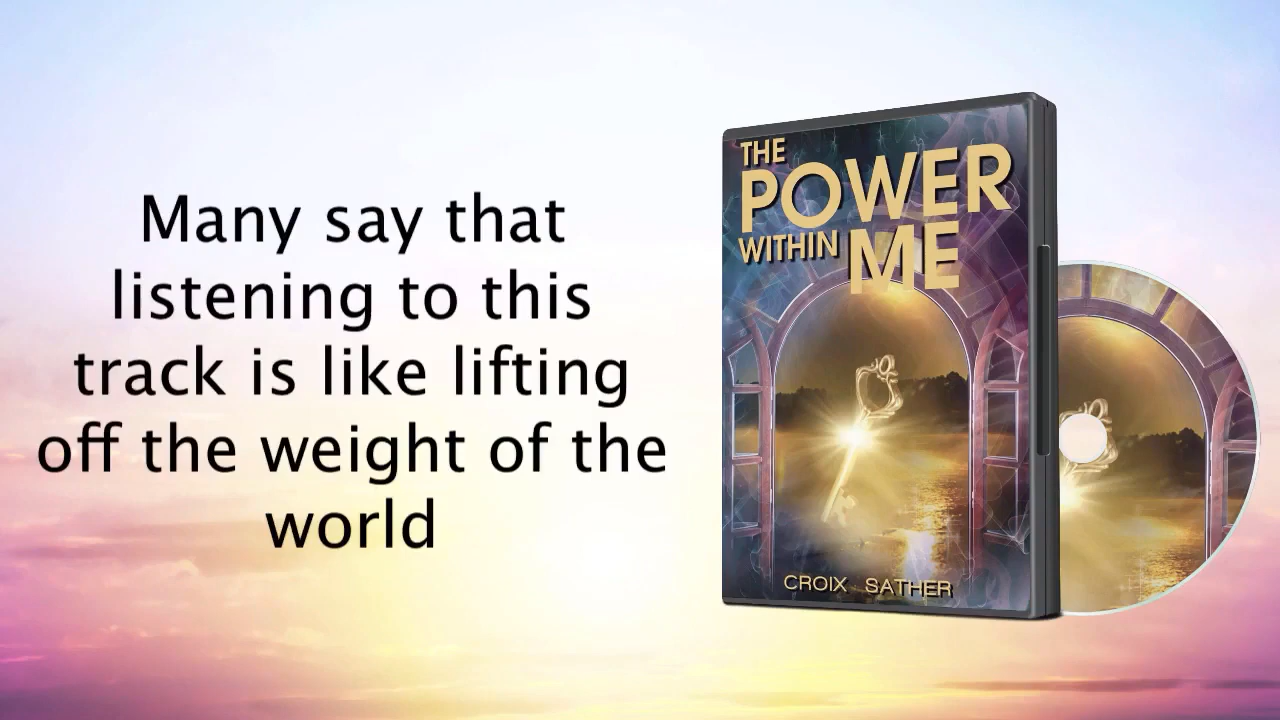 Many say that
listening to this
track is like lifting
off the weight of the
world
THE
POWER
WITHIN ME
CROIX SATHER